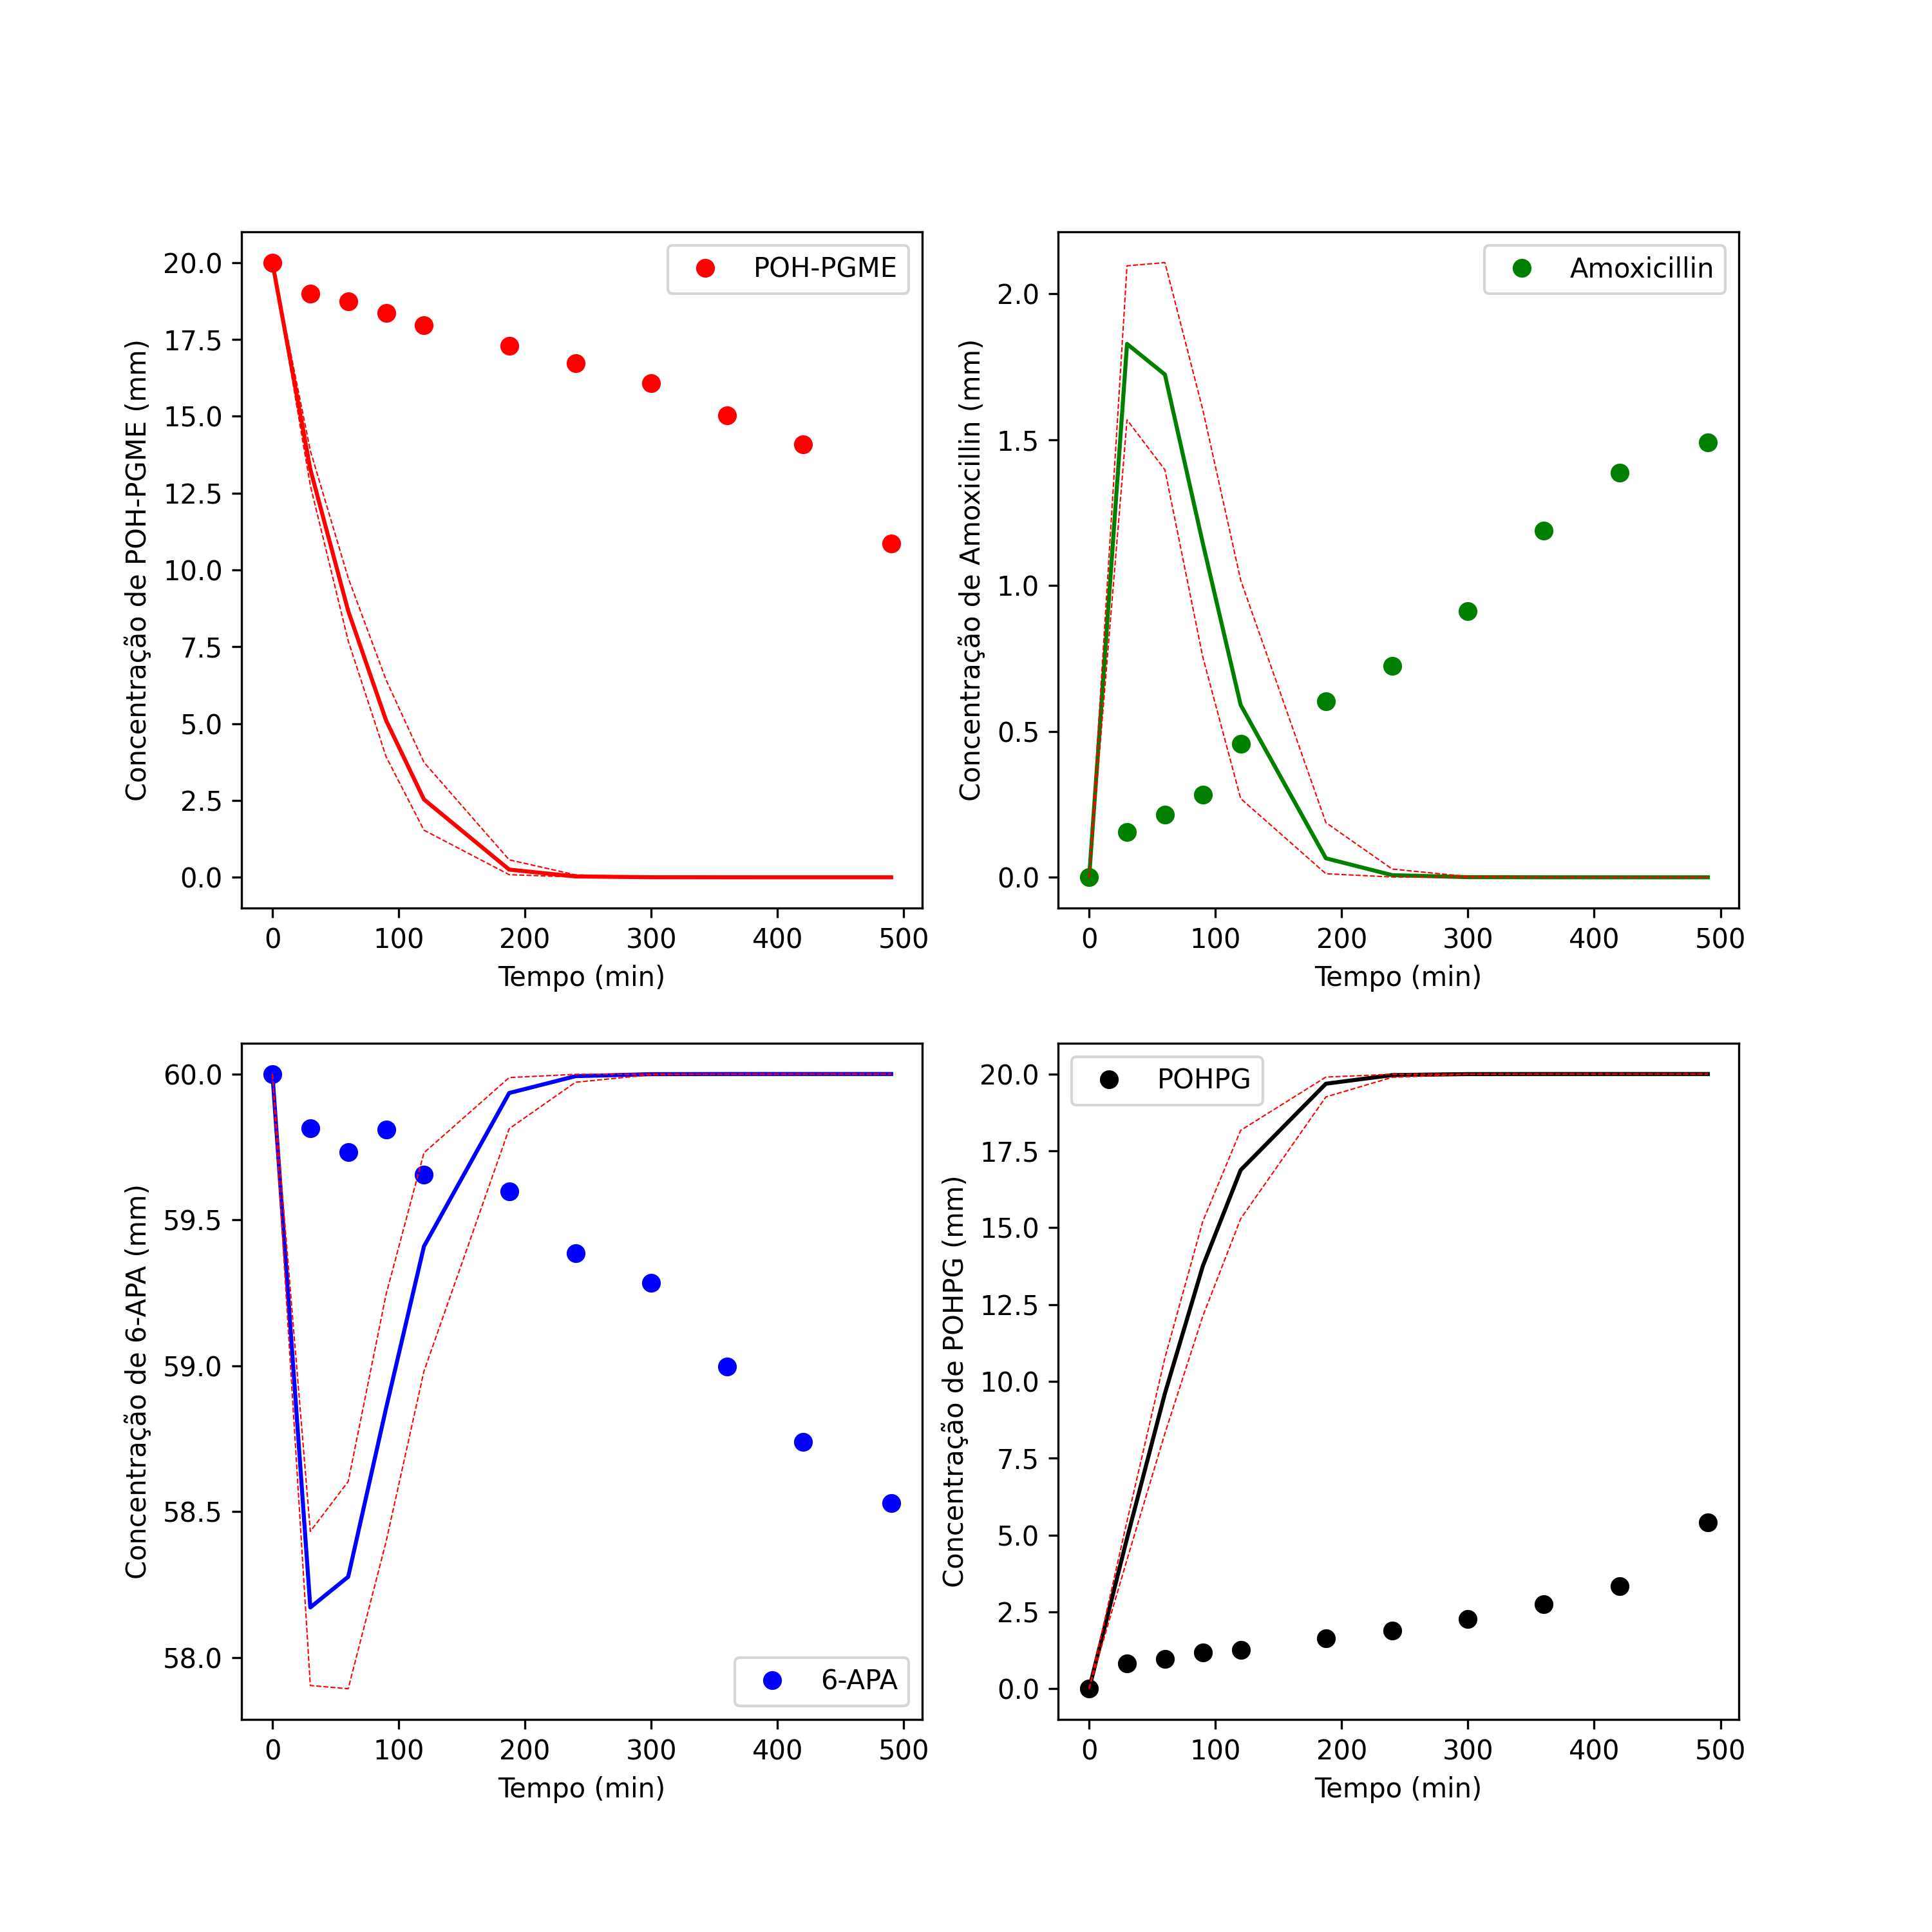 POH-PGME
Concentração de POH-PGME (mm)
20.0
17.5
15.0
12.5
10.0
7.5
5.0
2.5
0.0
0 100 200 300 400 500
Tempo (min)
Amoxicillin
Concentração de Amoxicillin (mm)
2.0
1.5
1.0
0.5
0.0
0 100 200 300 400 500
Tempo (min)
Concentração de 6-APA (mm)
60.0
59.5
59.0
58.5
58.0
6-APA
0 100 200 300 400 500
Tempo (min)
POHPG
Concentração de POHPG (mm)
20.0
17.5
15.0
12.5
10.0
7.5
5.0
2.5
0.0
0 100 200 300 400 500
Tempo (min)